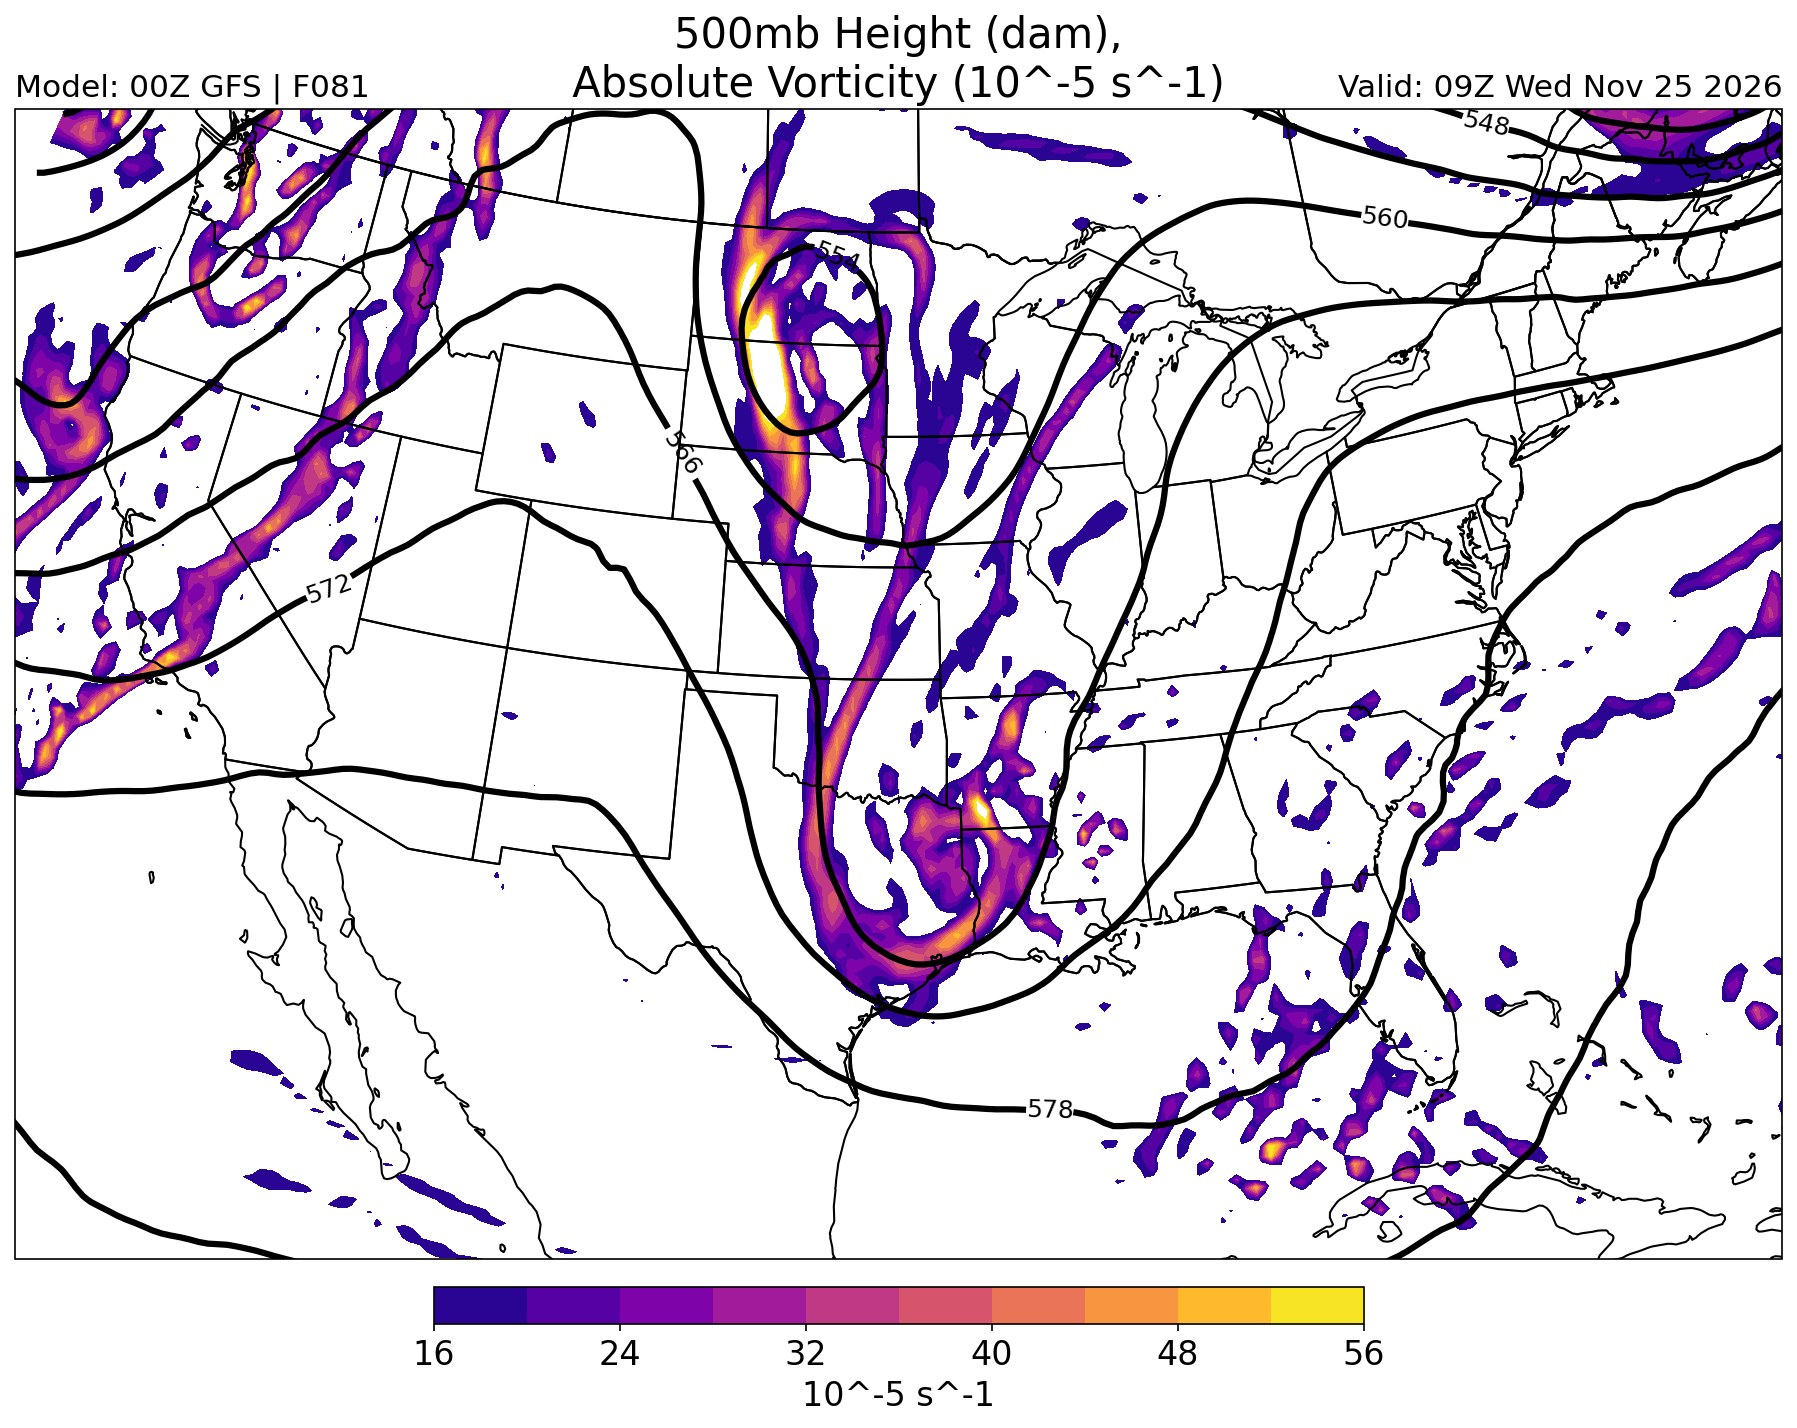 500mb Height (dam),
Absolute Vorticity (10^-5 s^-1)
Model: 00Z GFS | F081
Valid: 09Z Wed Nov 25 2026
548
560
554
566
572
578
16 24 32 40 48 56
10^-5 s^-1